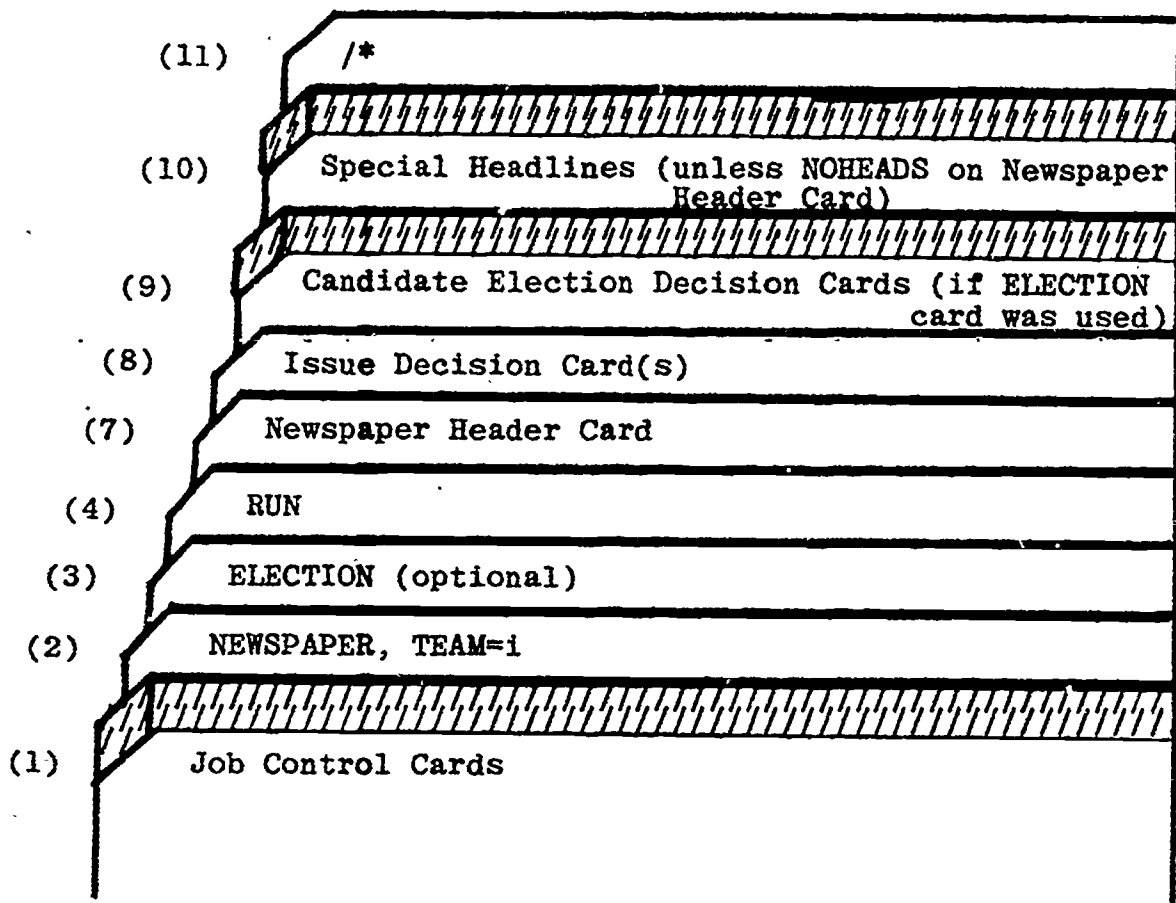 (11) /*
(10) Special Headlines (unless NOHEADS on Newspaper
Header Card)
(9) Candidate Election Decision Cards (if ELECTION
card was used)
(8) Issue Decision Card(s)
(7) Newspaper Header Card
(4) RUN
(3) ELECTION (optional)
(2) NEWSPAPER, TEAM=i
(1) Job Control Cards